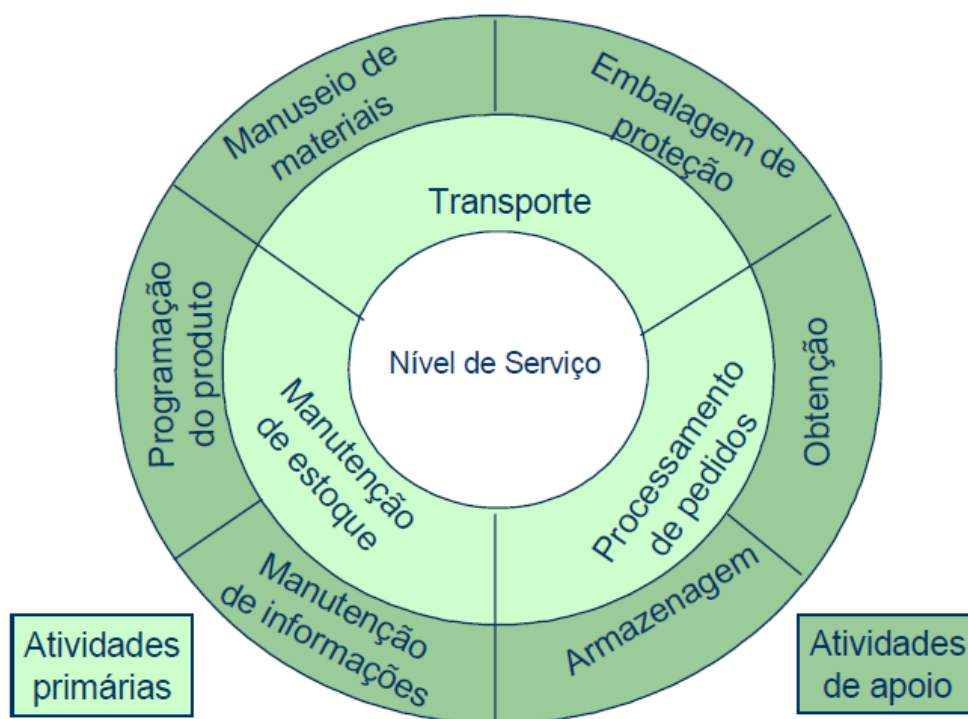 Manuseio de
materiais
Embalagem de
proteção
Transporte
Programação
do produto
Nível de Serviço
Obtenção
Manutenção
de estoque
Processamento
de pedidos
Manutenção
de informações
Armazenagem
Atividades
primárias
Atividades
de apoio